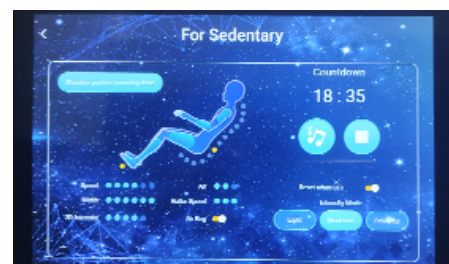 For Sedentary
Countdown
18 : 35
Speed
Air
Width
Roller Speed
3D Intensity
Air Bag
Intensity Mode
Light
Moderate